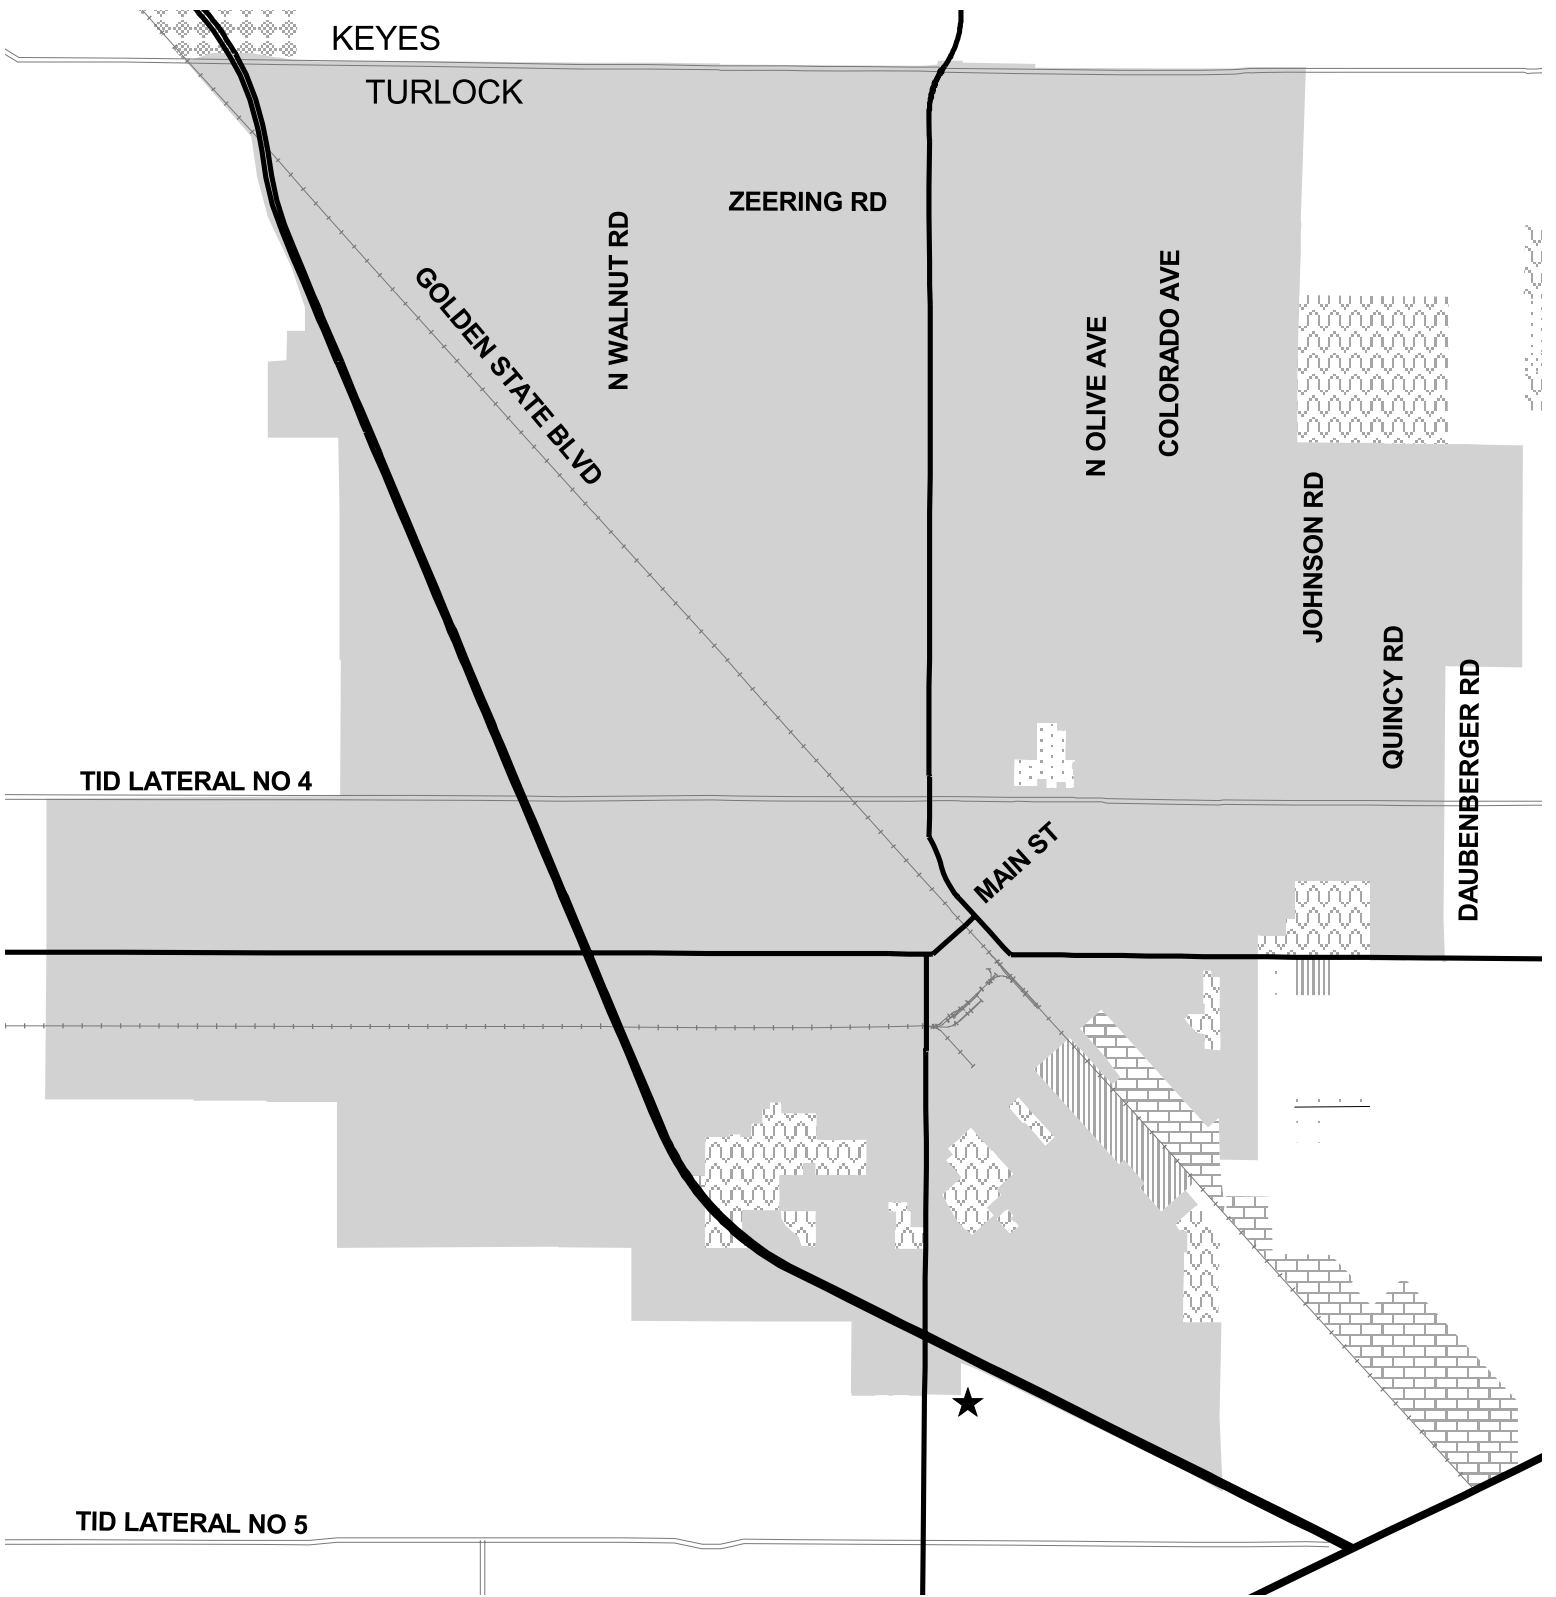 KEYES
TURLOCK
ZEERING RD
N WALNUT RD
GOLDEN STATE BLVD
N OLIVE AVE
COLORADO AVE
JOHNSON RD
QUINCY RD
DAUBENBERGER RD
TID LATERAL NO 4
MAIN ST
TID LATERAL NO 5